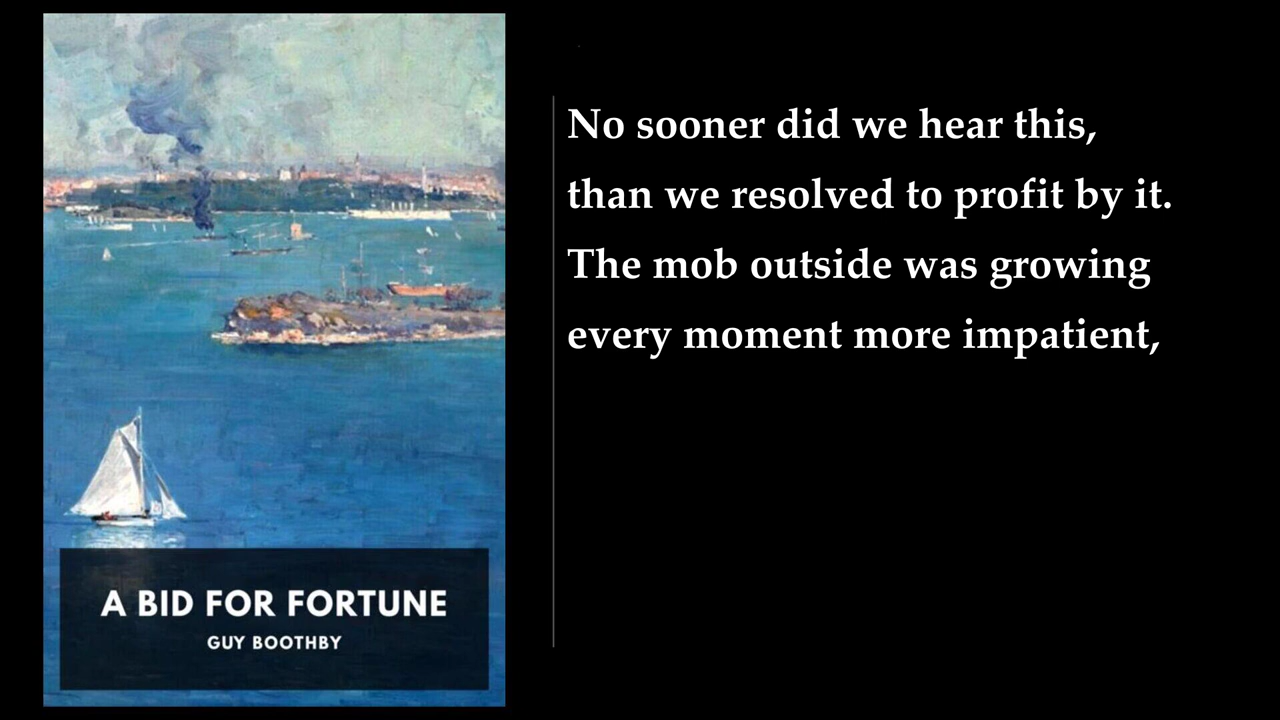 No sooner did we hear this,
than we resolved to profit by it.
The mob outside was growing
every moment more impatient,
A BID FOR FORTUNE
GUY BOOTHBY